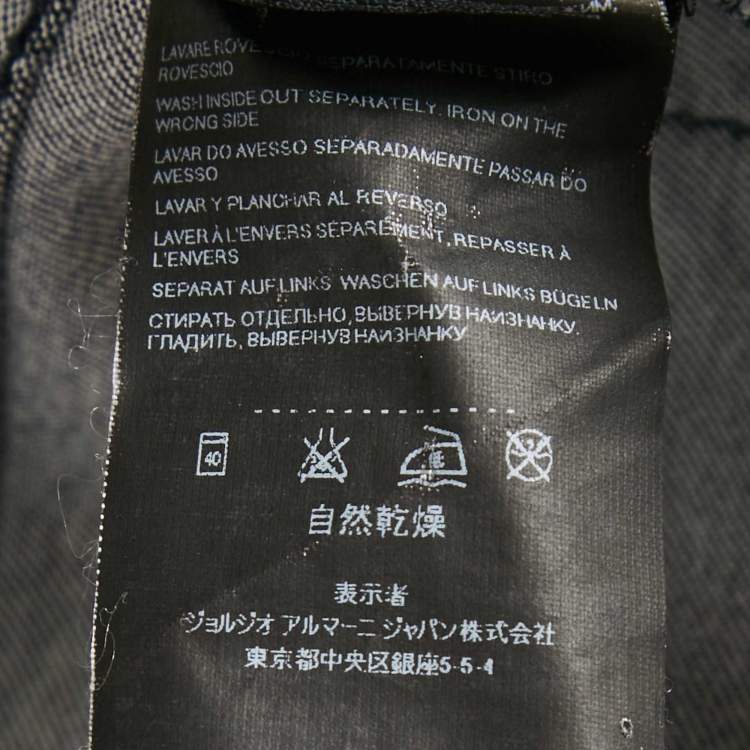 LAVARE ROVESCIO SEPARATAMENTE STIRO
ROVESCIO
WASH INSIDE OUT SEPARATELY. IRON ON THE
WRONG SIDE
LAVAR DO AVESSO SEPARADAMENTE PASSAR DO
AVESSO
LAVAR Y PLANCHAR AL REVERSO
LAVER À L'ENVERS SÉPARÉMENT, REPASSER À
L'ENVERS
SEPARAT AUF LINKS WASCHEN AUF LINKS BÜGELN
СТИРАТЬ ОТДЕЛЬНО, ВЫВЕРНУВ НАИЗНАНКУ.
ГЛАДИТЬ, ВЫВЕРНУВ НАИЗНАНКУ
40
自然乾燥
表示者
ジョルジオ アルマーニ ジャパン株式会社
東京都中央区銀座5-5-4